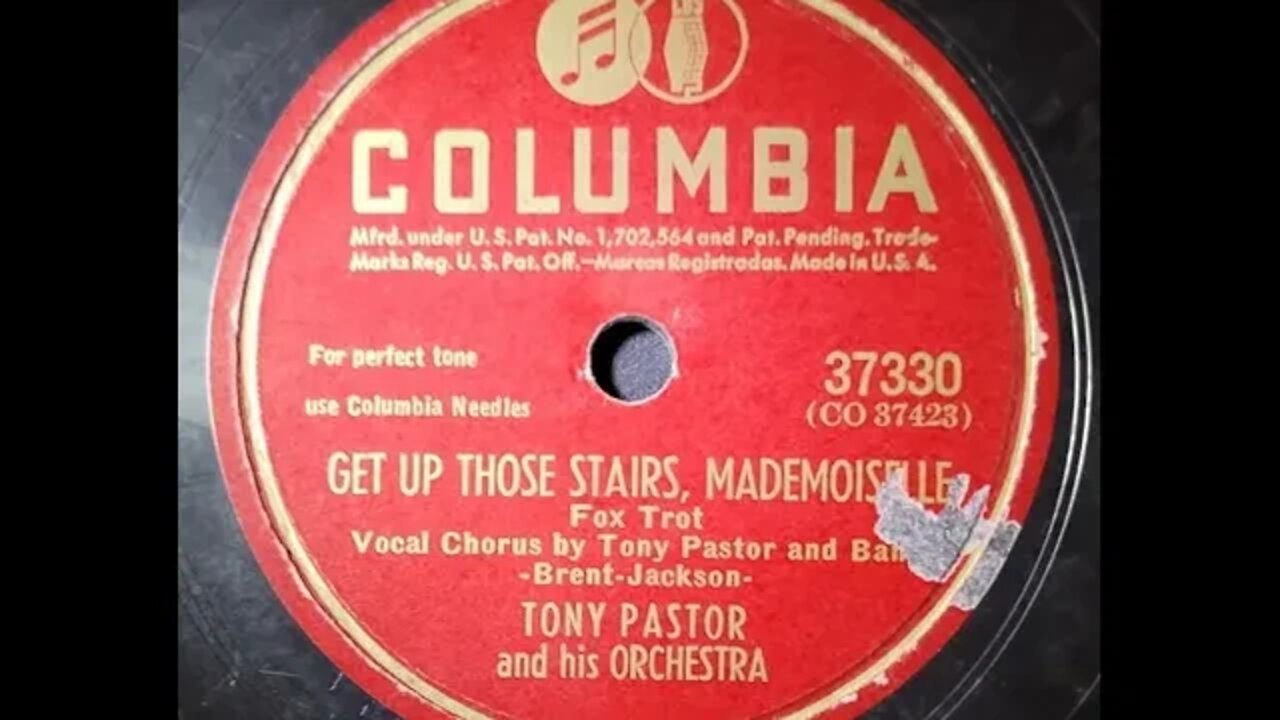 COLUMBIA
Mfrd. under U. S. Pat. No. 1,702,564 and Pat. Pending. Trade-
Marks Reg. U. S. Pat. Off.—Marcas Registradas. Made in U.S.A.
For perfect tone
use Columbia Needles
37330
(CO 37423)
GET UP THOSE STAIRS, MADEMOISELLE
Fox Trot
Vocal Chorus by Tony Pastor and
-Brent-Jackson-
TONY PASTOR
and his ORCHESTRA